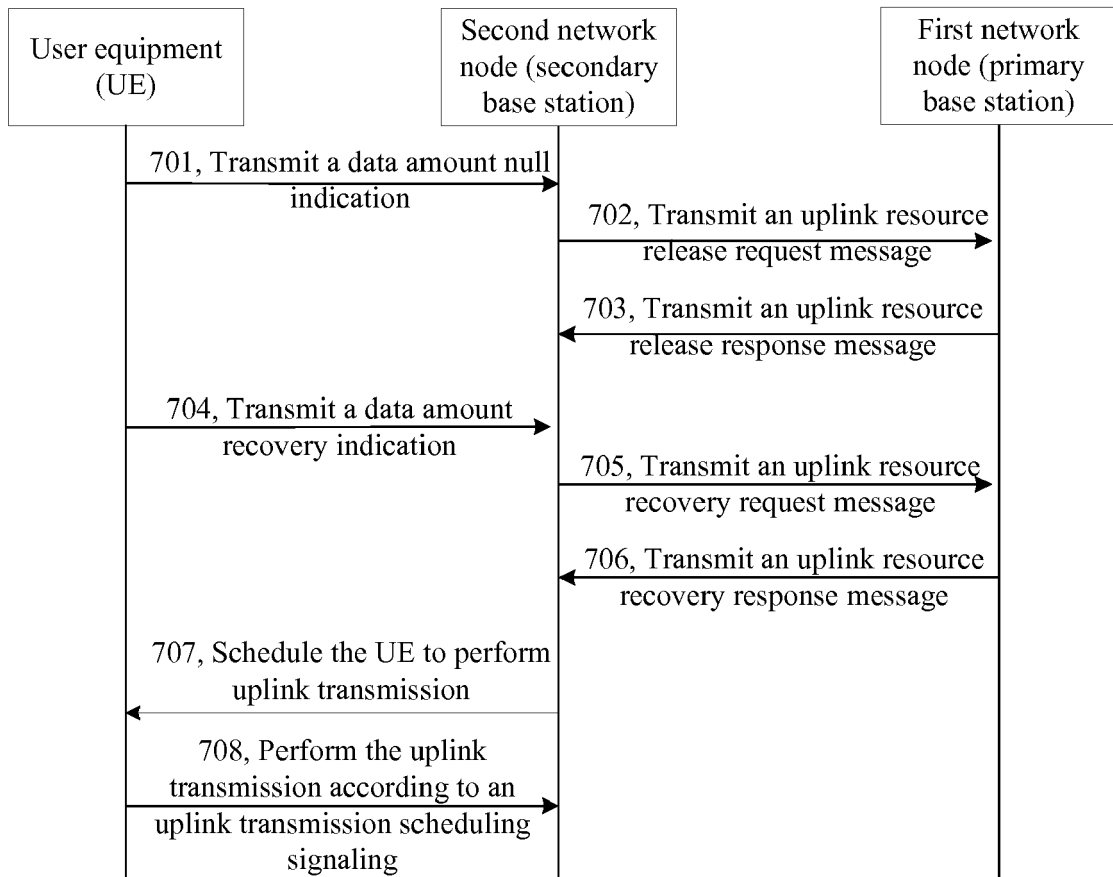 User equipment
(UE)
Second network
node (secondary
base station)
First network
node (primary
base station)
701, Transmit a data amount null
indication
702, Transmit an uplink resource
release request message
703, Transmit an uplink resource
release response message
704, Transmit a data amount
recovery indication
705, Transmit an uplink resource
recovery request message
706, Transmit an uplink resource
recovery response message
707, Schedule the UE to perform
uplink transmission
708, Perform the uplink
transmission according to an
uplink transmission scheduling
signaling